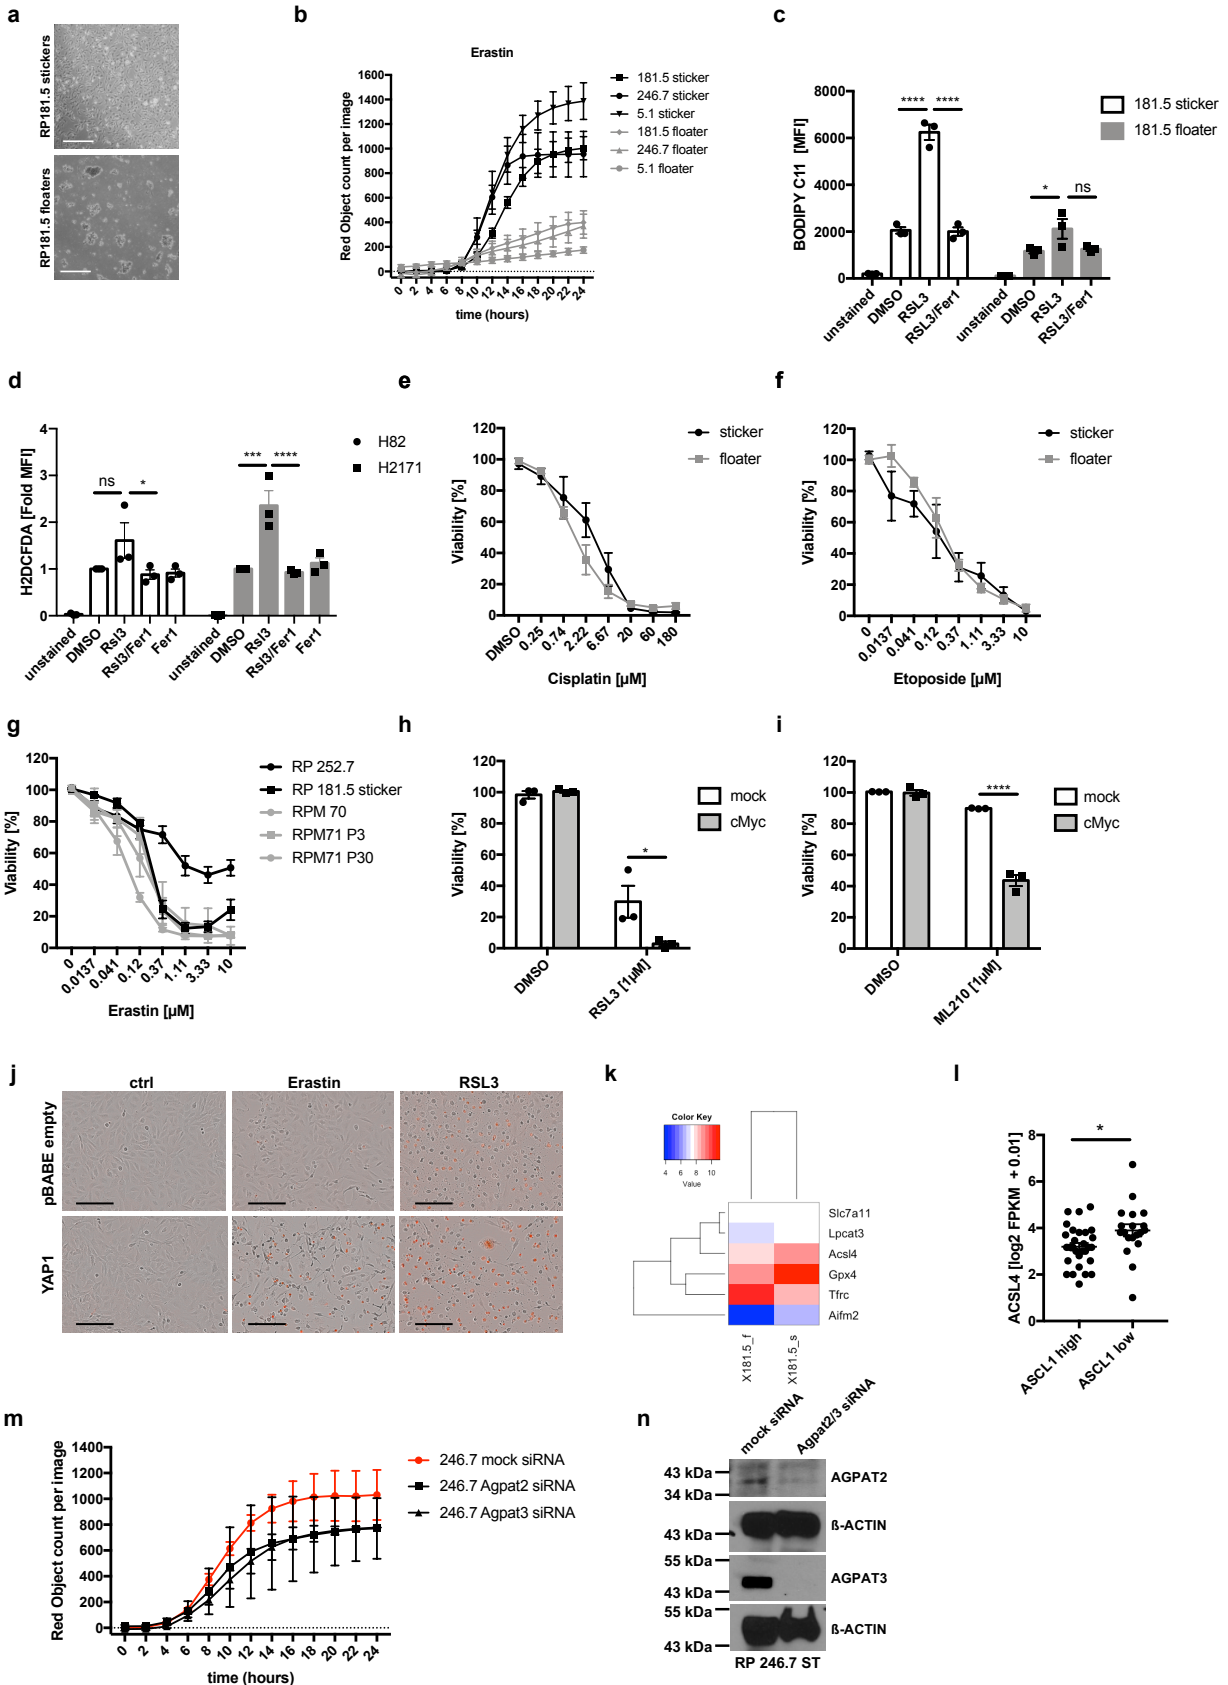 a
RP181.5 stickers
RP181.5 floaters
b
Erastin
Red Object count per image
1600
1400
1200
1000
800
600
400
200
0
0 2 4 6 8 10 12 14 16 18 20 22 24
time (hours)
181.5 sticker
246.7 sticker
5.1 sticker
181.5 floater
246.7 floater
5.1 floater
c
BODIPY C11 [MFI]
8000
6000
4000
2000
0
**** ****
* ns
unstained DMSO RSL3 RSL3/Fer1 unstained DMSO RSL3 RSL3/Fer1
181.5 sticker
181.5 floater
d
H2DCFDA [Fold MFI]
4
3
2
1
0
ns *
*** ****
unstained DMSO Rsl3 Rsl3/Fer1 Fer1 unstained DMSO Rsl3 Rsl3/Fer1 Fer1
H82
H2171
e
Viability [%]
120
100
80
60
40
20
0
DMSO 0.25 0.74 2.22 6.67 20 60 180
Cisplatin [µM]
sticker
floater
f
Viability [%]
120
100
80
60
40
20
0
0 0.0137 0.041 0.12 0.37 1.11 3.33 10
Etoposide [µM]
sticker
floater
g
Viability [%]
120
100
80
60
40
20
0
0 0.0137 0.041 0.12 0.37 1.11 3.33 10
Erastin [µM]
RP 252.7
RP 181.5 sticker
RPM 70
RPM71 P3
RPM71 P30
h
Viability [%]
120
100
80
60
40
20
0
*
DMSO RSL3 [1µM]
mock
cMyc
i
Viability [%]
120
100
80
60
40
20
0
****
DMSO ML210 [1µM]
mock
cMyc
j
ctrl Erastin RSL3
pBABE empty
YAP1
k
Color Key
4 6 8 10
Value
Slc7a11
Lpcat3
Acsl4
Gpx4
Tfrc
Aifm2
X181.5_f X181.5_s
l
ACSL4 [log2 FPKM + 0.01]
8
6
4
2
0
*
ASCL1 high ASCL1 low
m
Red Object count per image
1400
1200
1000
800
600
400
200
0
0 2 4 6 8 10 12 14 16 18 20 22 24
time (hours)
246.7 mock siRNA
246.7 Agpat2 siRNA
246.7 Agpat3 siRNA
n
mock siRNA Agpat2/3 siRNA
43 kDa
34 kDa
AGPAT2
43 kDa
ß-ACTIN
55 kDa
43 kDa
AGPAT3
55 kDa
43 kDa
ß-ACTIN
RP 246.7 ST